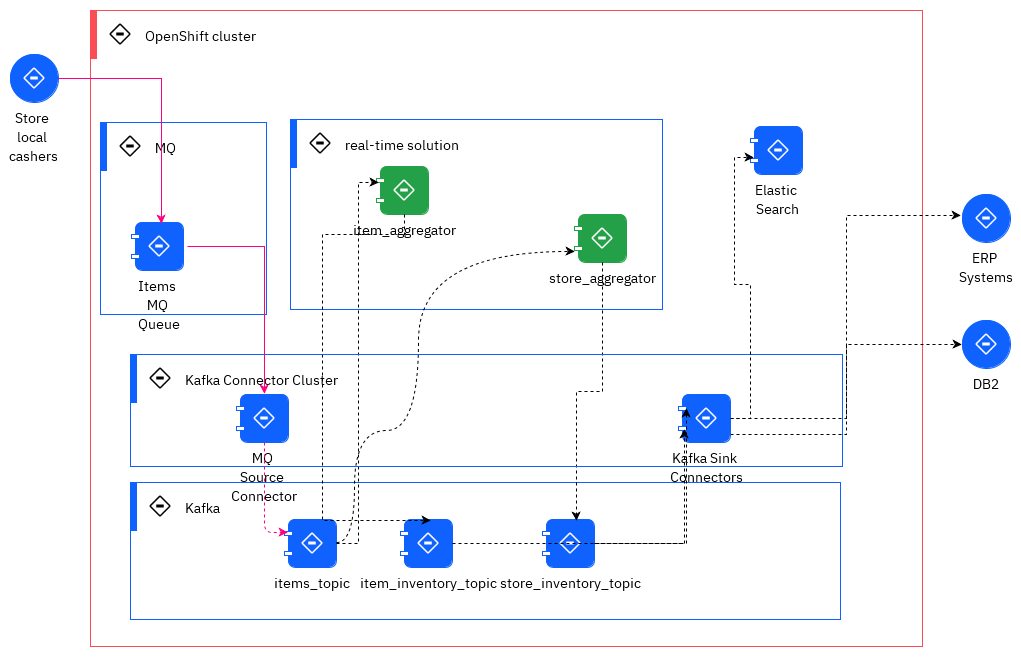 OpenShift cluster
Store
local
cashers
MQ
real-time solution
item_aggregator
store_aggregator
Elastic
Search
Items
MQ
Queue
ERP
Systems
Kafka Connector Cluster
DB2
MQ
Source
Connector
Kafka Sink
Connectors
Kafka
items_topic
item_inventory_topic
store_inventory_topic